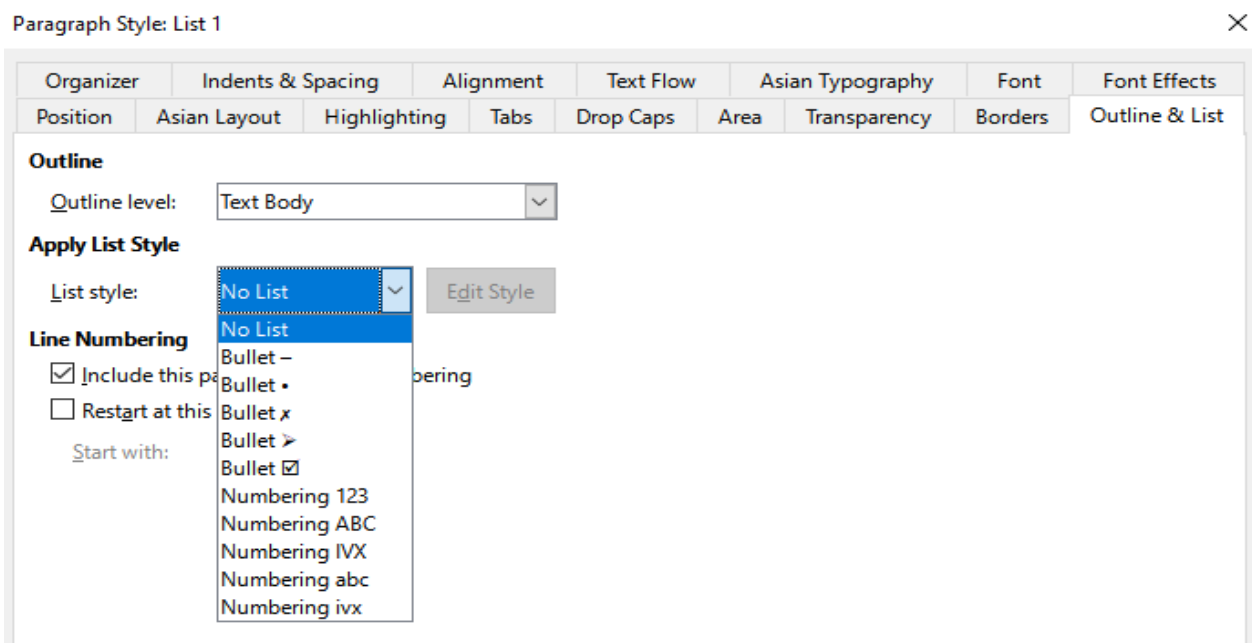 Paragraph Style: List 1
Organizer Indents & Spacing Alignment Text Flow Asian Typography Font Font Effects
Position Asian Layout Highlighting Tabs Drop Caps Area Transparency Borders Outline & List
Outline
Outline level: Text Body
Apply List Style
List style: No List Edit Style
No List
Line Numbering
Bullet –
Include this pa bering
Bullet •
Restart at this
Bullet ✗
Bullet ➢
Start with:
Bullet ☑
Numbering 123
Numbering ABC
Numbering IVX
Numbering abc
Numbering ivx